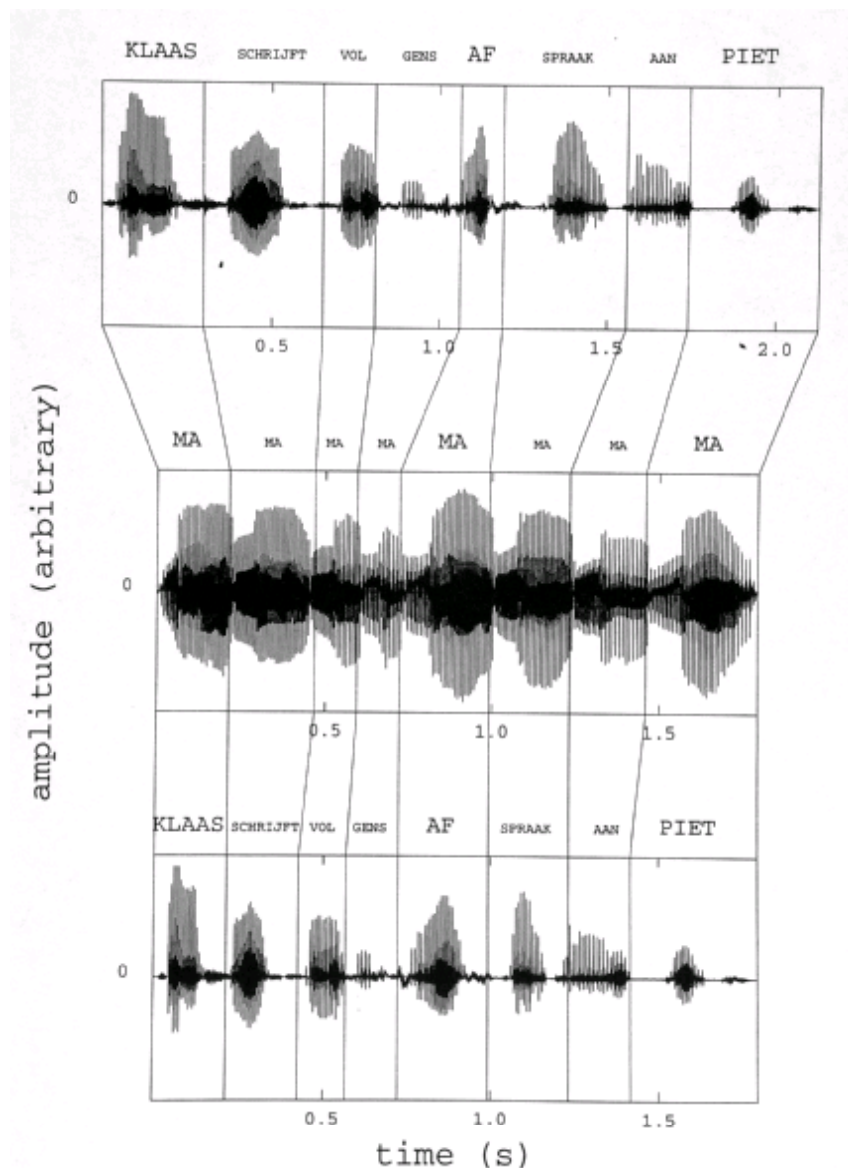 KLAAS SCHRIJFT VOL GENS AF SPRAAK AAN PIET
0
0.5 1.0 1.5 2.0
MA MA MA MA MA MA MA MA
0
0.5 1.0 1.5
KLAAS SCHRIJFT VOL GENS AF SPRAAK AAN PIET
0
0.5 1.0 1.5
amplitude (arbitrary)
time (s)